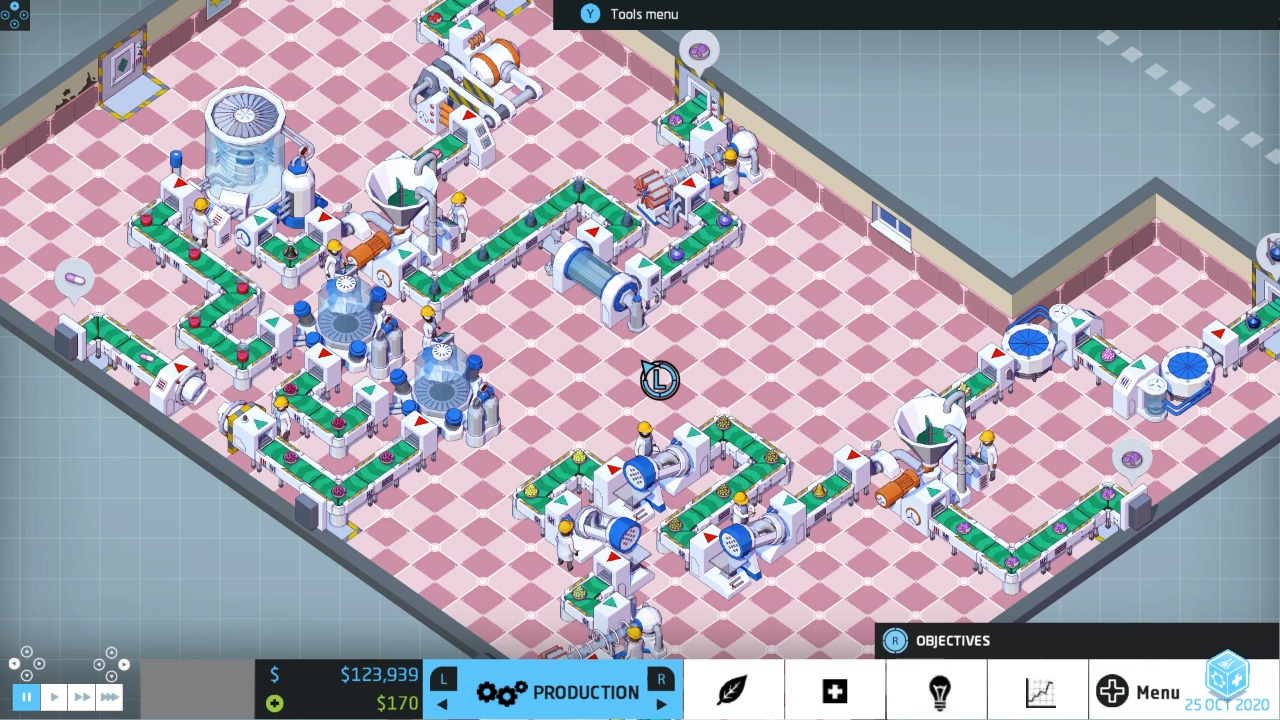 Y Tools menu
L
R OBJECTIVES
$ $123,939
$170
L PRODUCTION R
Menu
25 OCT 2020